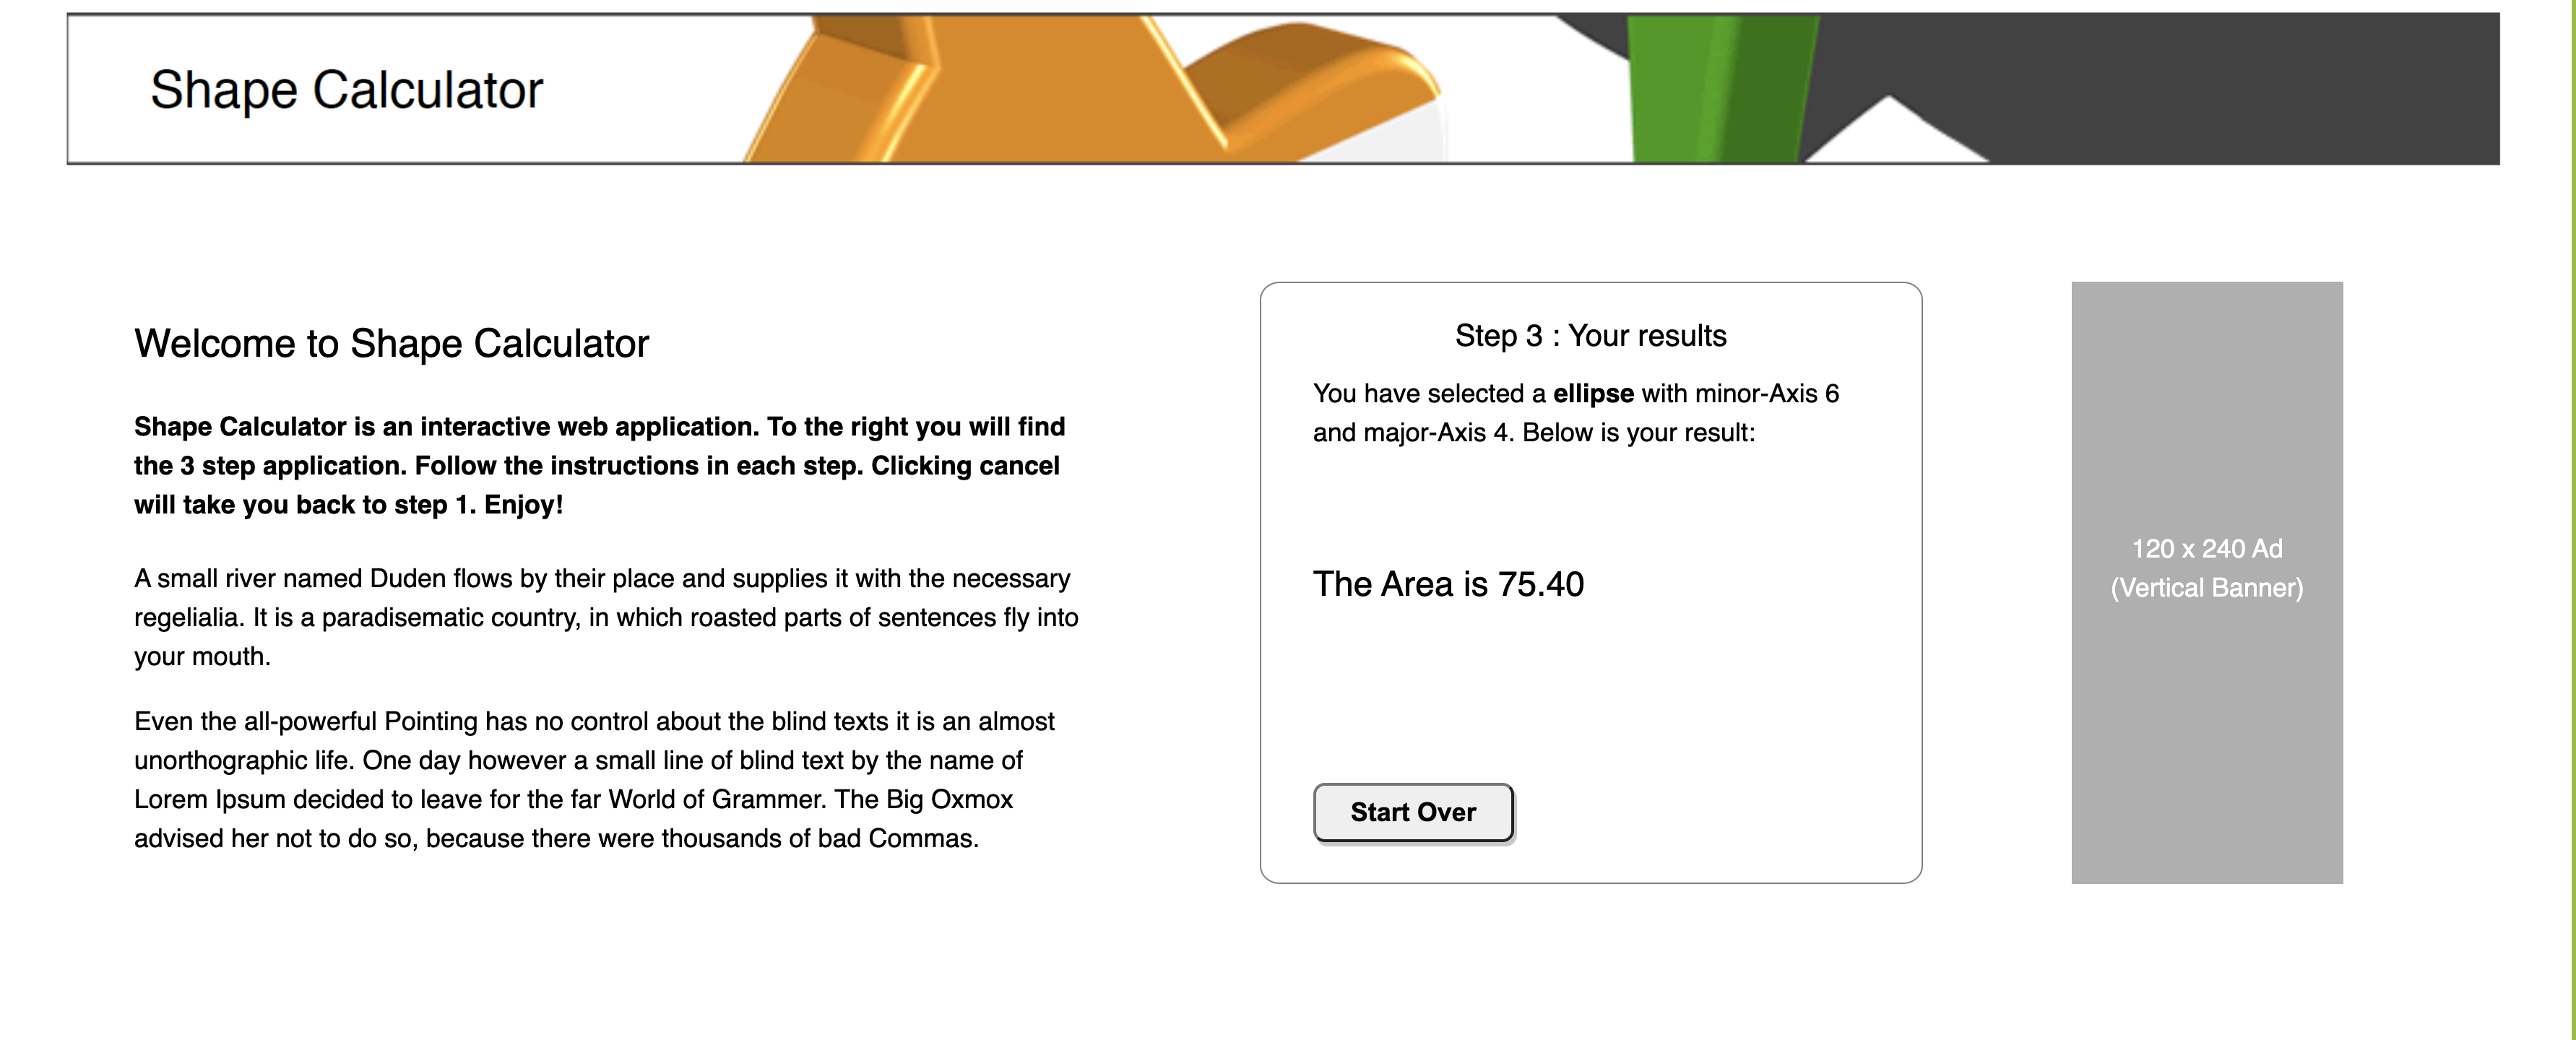 Shape Calculator
Welcome to Shape Calculator
Shape Calculator is an interactive web application. To the right you will find
the 3 step application. Follow the instructions in each step. Clicking cancel
will take you back to step 1. Enjoy!
A small river named Duden flows by their place and supplies it with the necessary
regelialia. It is a paradisematic country, in which roasted parts of sentences fly into
your mouth.
Even the all-powerful Pointing has no control about the blind texts it is an almost
unorthographic life. One day however a small line of blind text by the name of
Lorem Ipsum decided to leave for the far World of Grammer. The Big Oxmox
advised her not to do so, because there were thousands of bad Commas.
Step 3 : Your results
You have selected a ellipse with minor-Axis 6
and major-Axis 4. Below is your result:
The Area is 75.40
Start Over
120 x 240 Ad
(Vertical Banner)